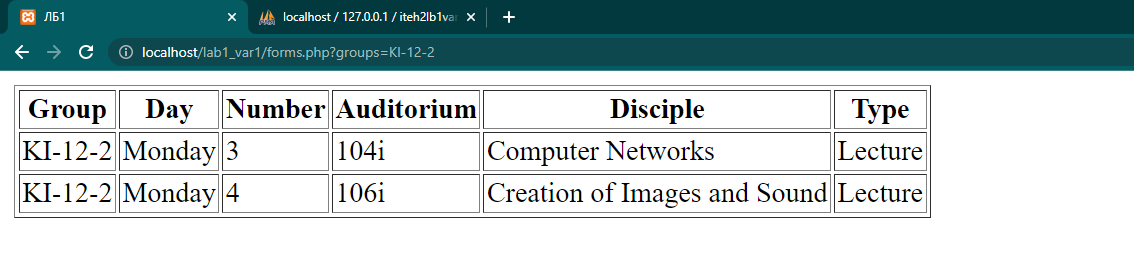 ЛБ1 localhost / 127.0.0.1 / iteh2lb1var
localhost/lab1_var1/forms.php?groups=KI-12-2
Group Day Number Auditorium Disciple Type
KI-12-2 Monday 3 104i Computer Networks Lecture
KI-12-2 Monday 4 106i Creation of Images and Sound Lecture